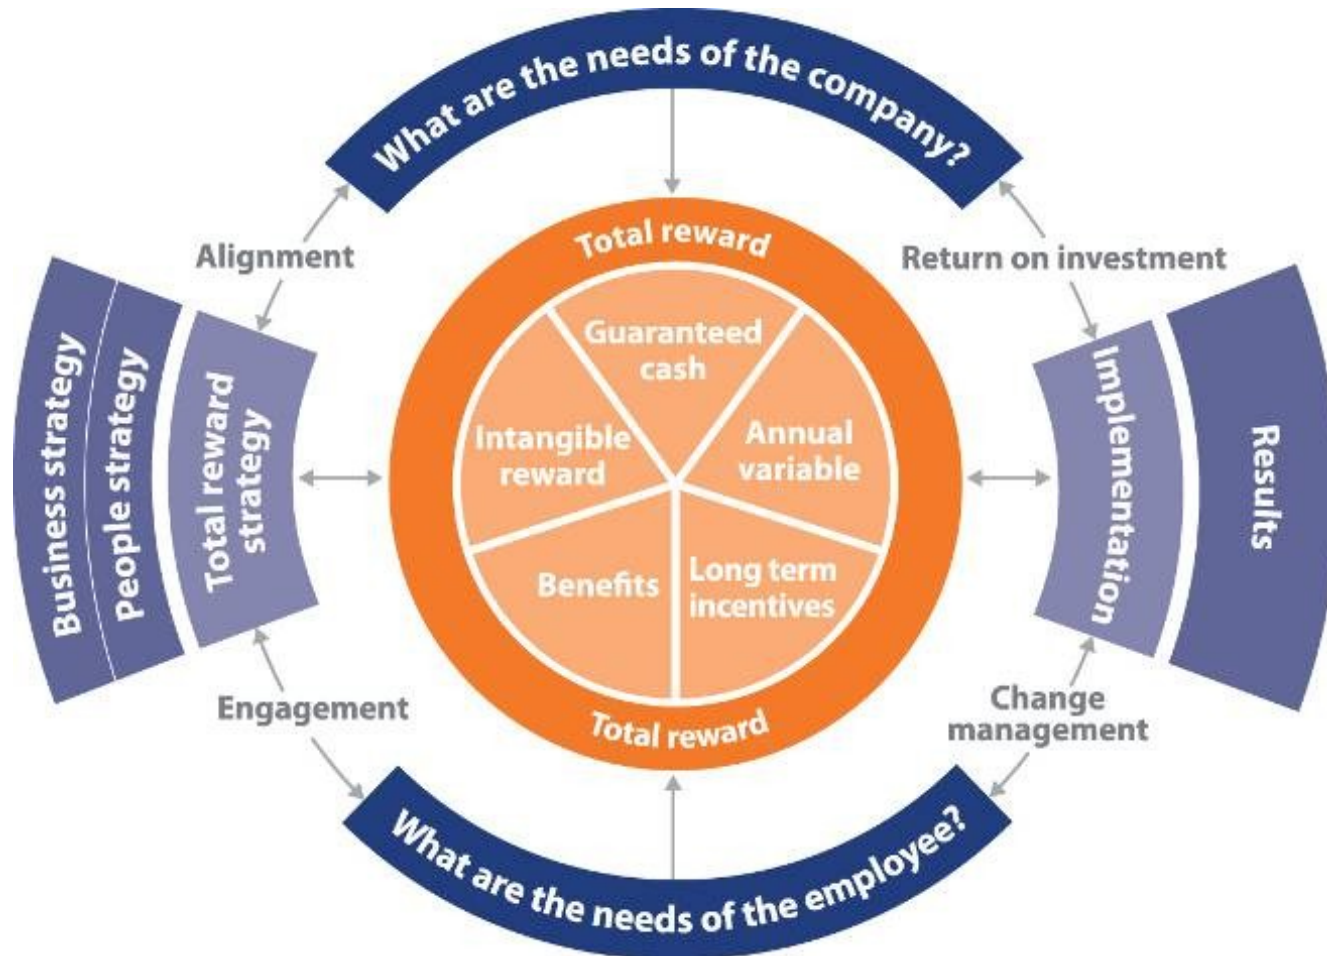 What are the needs of the company?
Alignment
Return on investment
Total reward
Guaranteed
cash
Intangible
reward
Annual
variable
Benefits
Long term
incentives
Total reward
Business strategy
People strategy
Total reward
strategy
Implementation
Results
Engagement
Change
management
What are the needs of the employee?